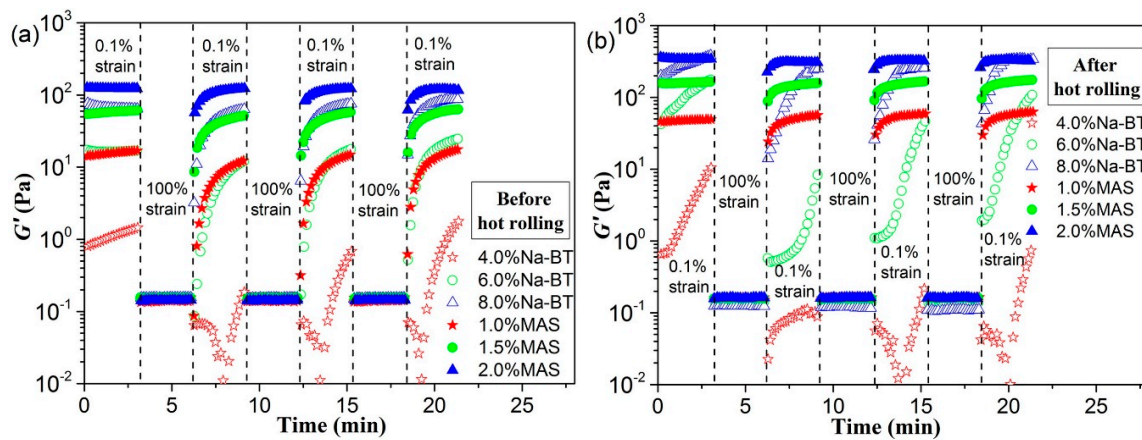 (a)
0.1%
strain
0.1%
strain
0.1%
strain
0.1%
strain
100%
strain
100%
strain
100%
strain
Before
hot rolling
4.0%Na-BT
6.0%Na-BT
8.0%Na-BT
1.0%MAS
1.5%MAS
2.0%MAS
10³
10²
10¹
10⁰
10⁻¹
10⁻²
G' (Pa)
0
5
10
15
20
25
Time (min)
(b)
After
hot rolling
4.0%Na-BT
6.0%Na-BT
8.0%Na-BT
1.0%MAS
1.5%MAS
2.0%MAS
100%
strain
100%
strain
100%
strain
0.1%
strain
0.1%
strain
0.1%
strain
0.1%
strain
10³
10²
10¹
10⁰
10⁻¹
10⁻²
G' (Pa)
0
5
10
15
20
25
Time (min)